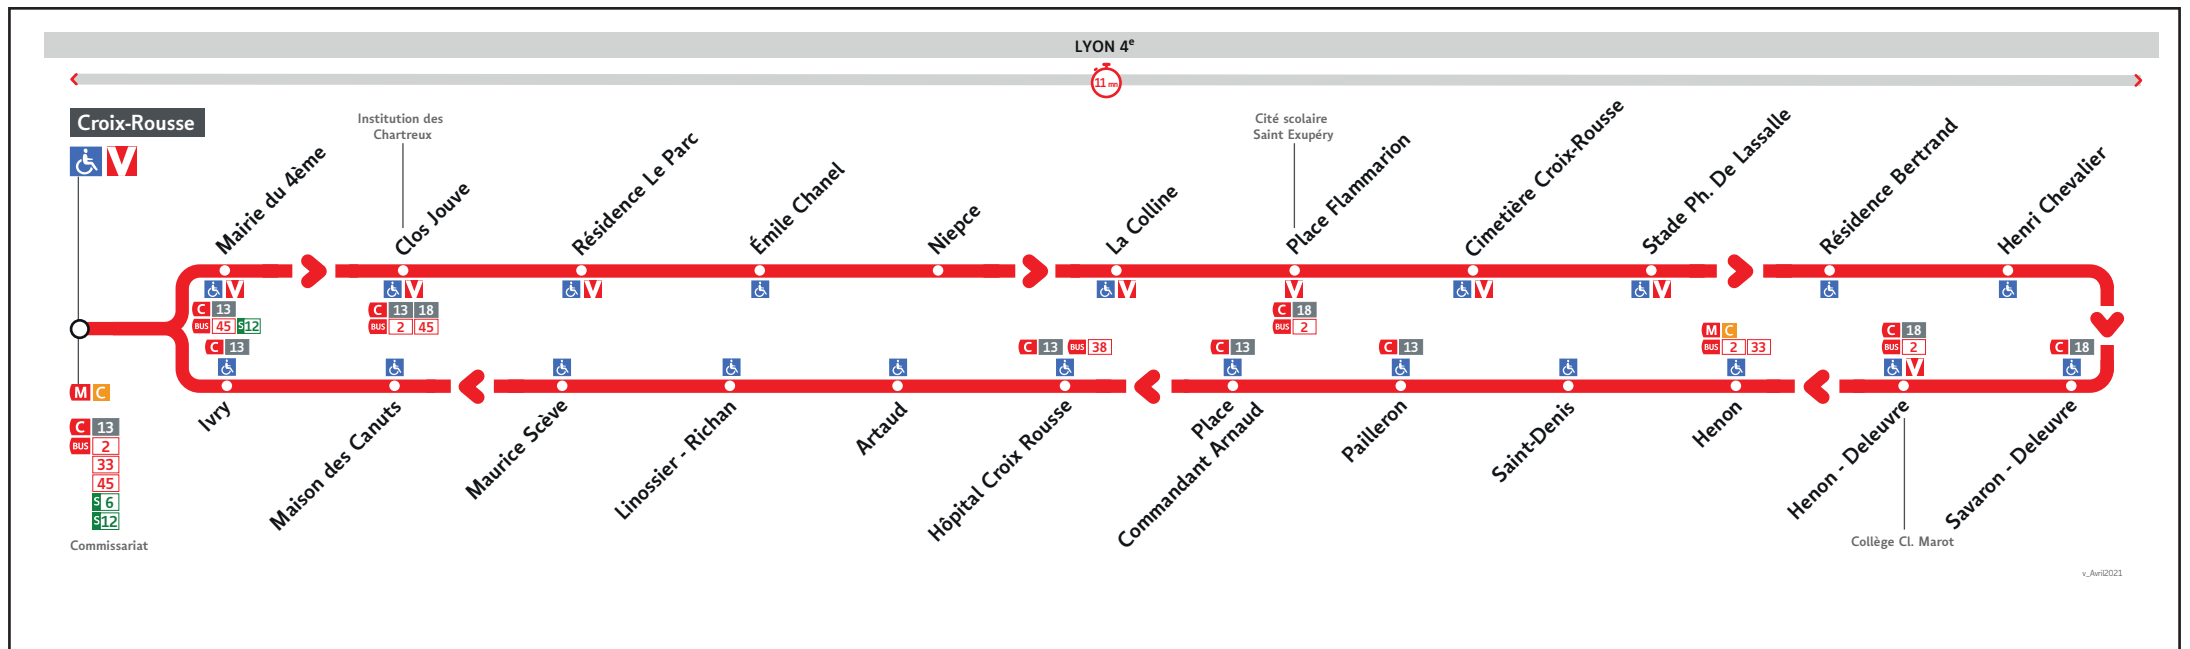 LYON 4e
11 mn
Croix-Rousse
V
Institution des
Chartreux
Cité scolaire
Saint Exupéry
Mairie du 4ème
Clos Jouve
Résidence Le Parc
Émile Chanel
Niepce
La Colline
Place Flammarion
Cimetière Croix-Rousse
Stade Ph. De Lassalle
Résidence Bertrand
Henri Chevalier
V
V
V
V
V
V
V
C 13
BUS 45 S12
C 13 18
BUS 2 45
C 18
BUS 2
C 13
C 13 BUS 38
C 13
C 13
M C
BUS 2 33
C 18
BUS 2
V
C 18
M C
C 13
BUS 2
33
45
S 6
S12
Commissariat
Ivry
Maison des Canuts
Maurice Scève
Linossier - Richan
Artaud
Hôpital Croix Rousse
Place
Commandant Arnaud
Pailleron
Saint-Denis
Henon
Henon - Deleuvre
Savaron - Deleuvre
Collège Cl. Marot
v_Avril2021